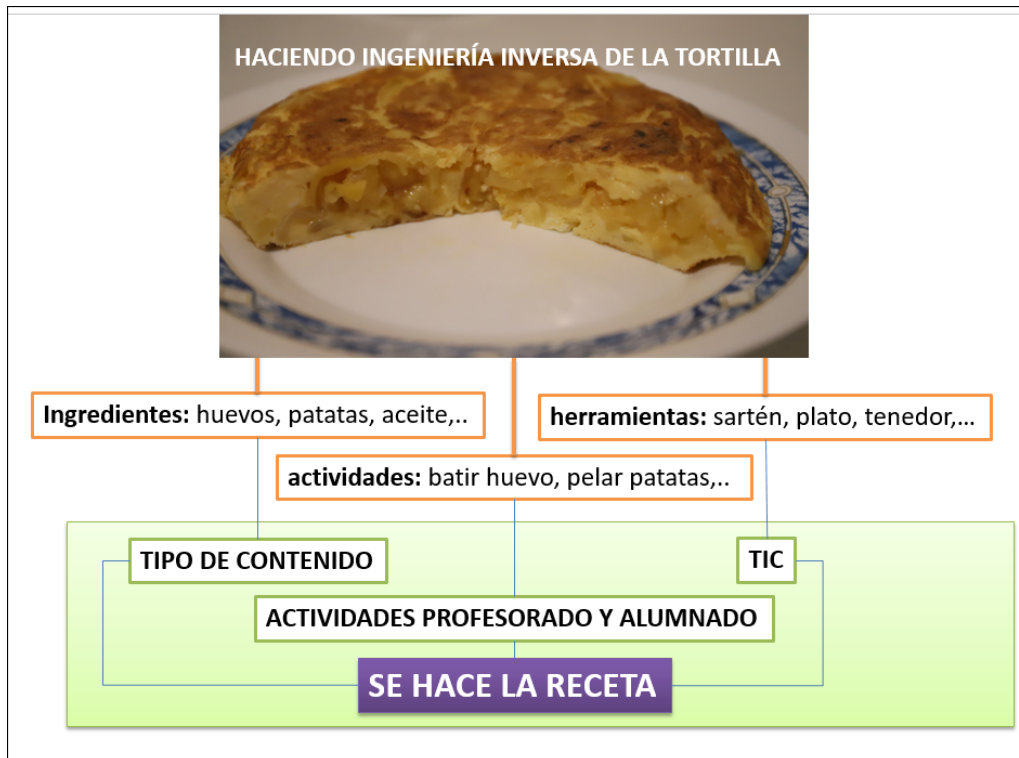 HACIENDO INGENIERÍA INVERSA DE LA TORTILLA
Ingredientes: huevos, patatas, aceite,..
herramientas: sartén, plato, tenedor,...
actividades: batir huevo, pelar patatas,..
TIPO DE CONTENIDO
TIC
ACTIVIDADES PROFESORADO Y ALUMNADO
SE HACE LA RECETA